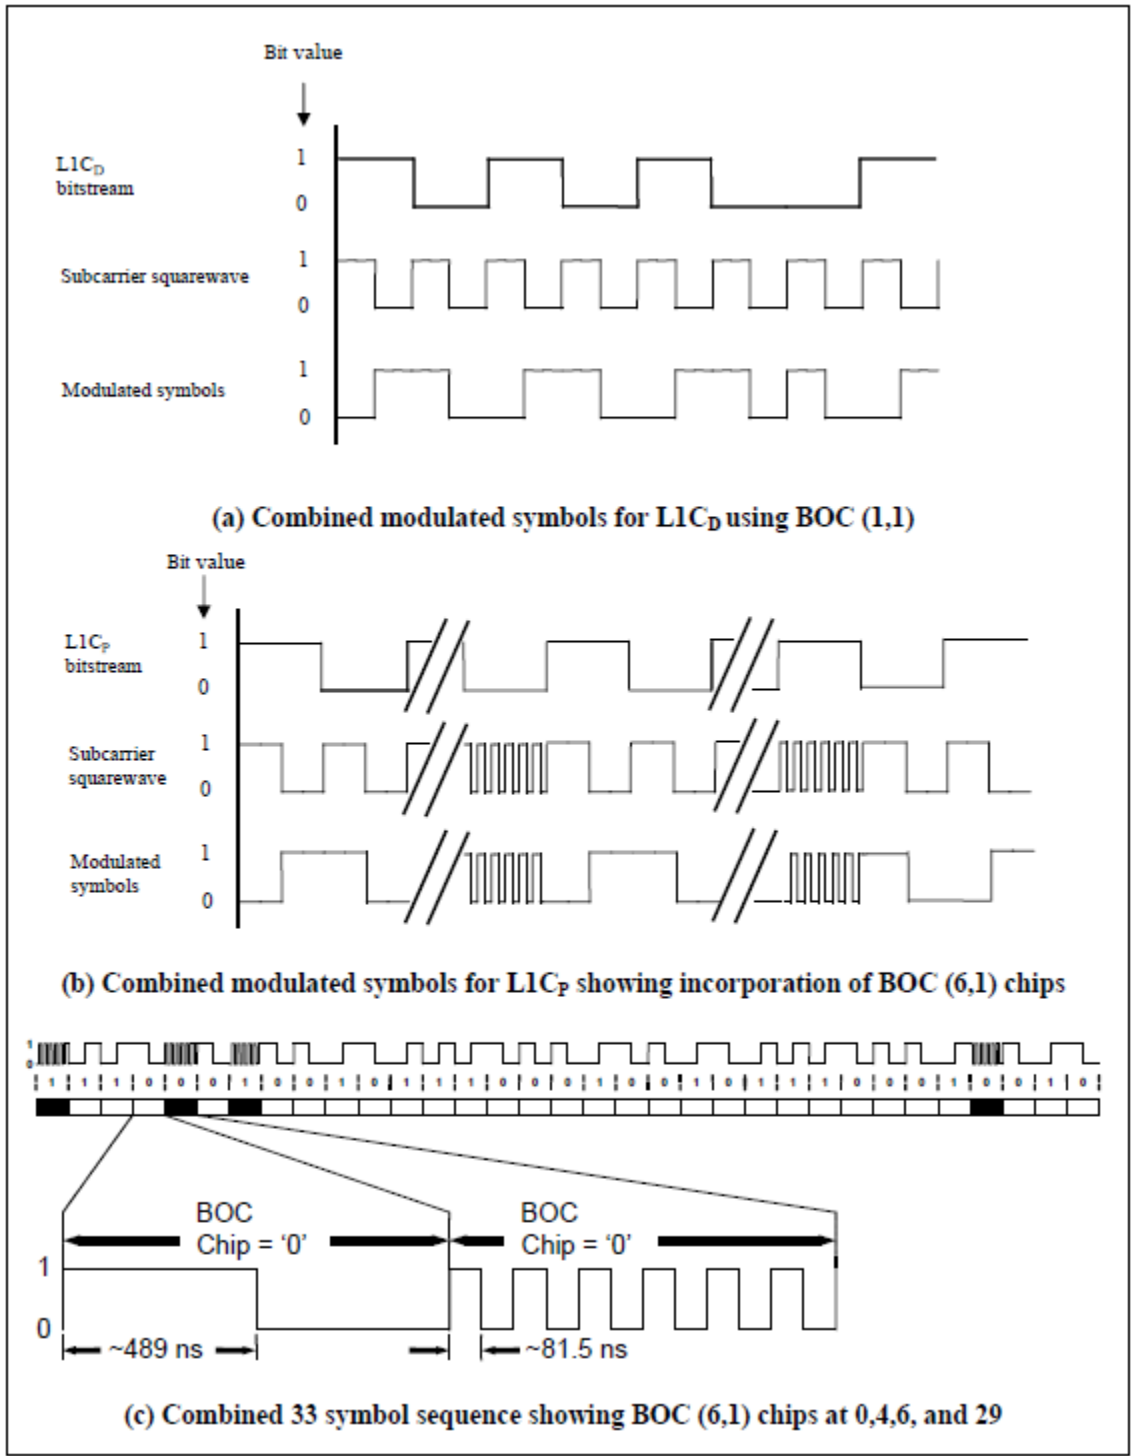 Bit value
L1C_D
bitstream
1
0
Subcarrier squarewave
1
0
Modulated symbols
1
0
(a) Combined modulated symbols for L1C_D using BOC (1,1)
Bit value
L1C_P
bitstream
1
0
Subcarrier
squarewave
1
0
Modulated
symbols
1
0
(b) Combined modulated symbols for L1C_P showing incorporation of BOC (6,1) chips
1
0
1 1 1 0 0 0 1 0 0 1 0 1 1 1 0 0 0 1 0 0 1 0 1 1 1 0 0 0 1 0 0 1 0
BOC
Chip = ‘0’
BOC
Chip = ‘0’
1
0
~489 ns
~81.5 ns
(c) Combined 33 symbol sequence showing BOC (6,1) chips at 0,4,6, and 29